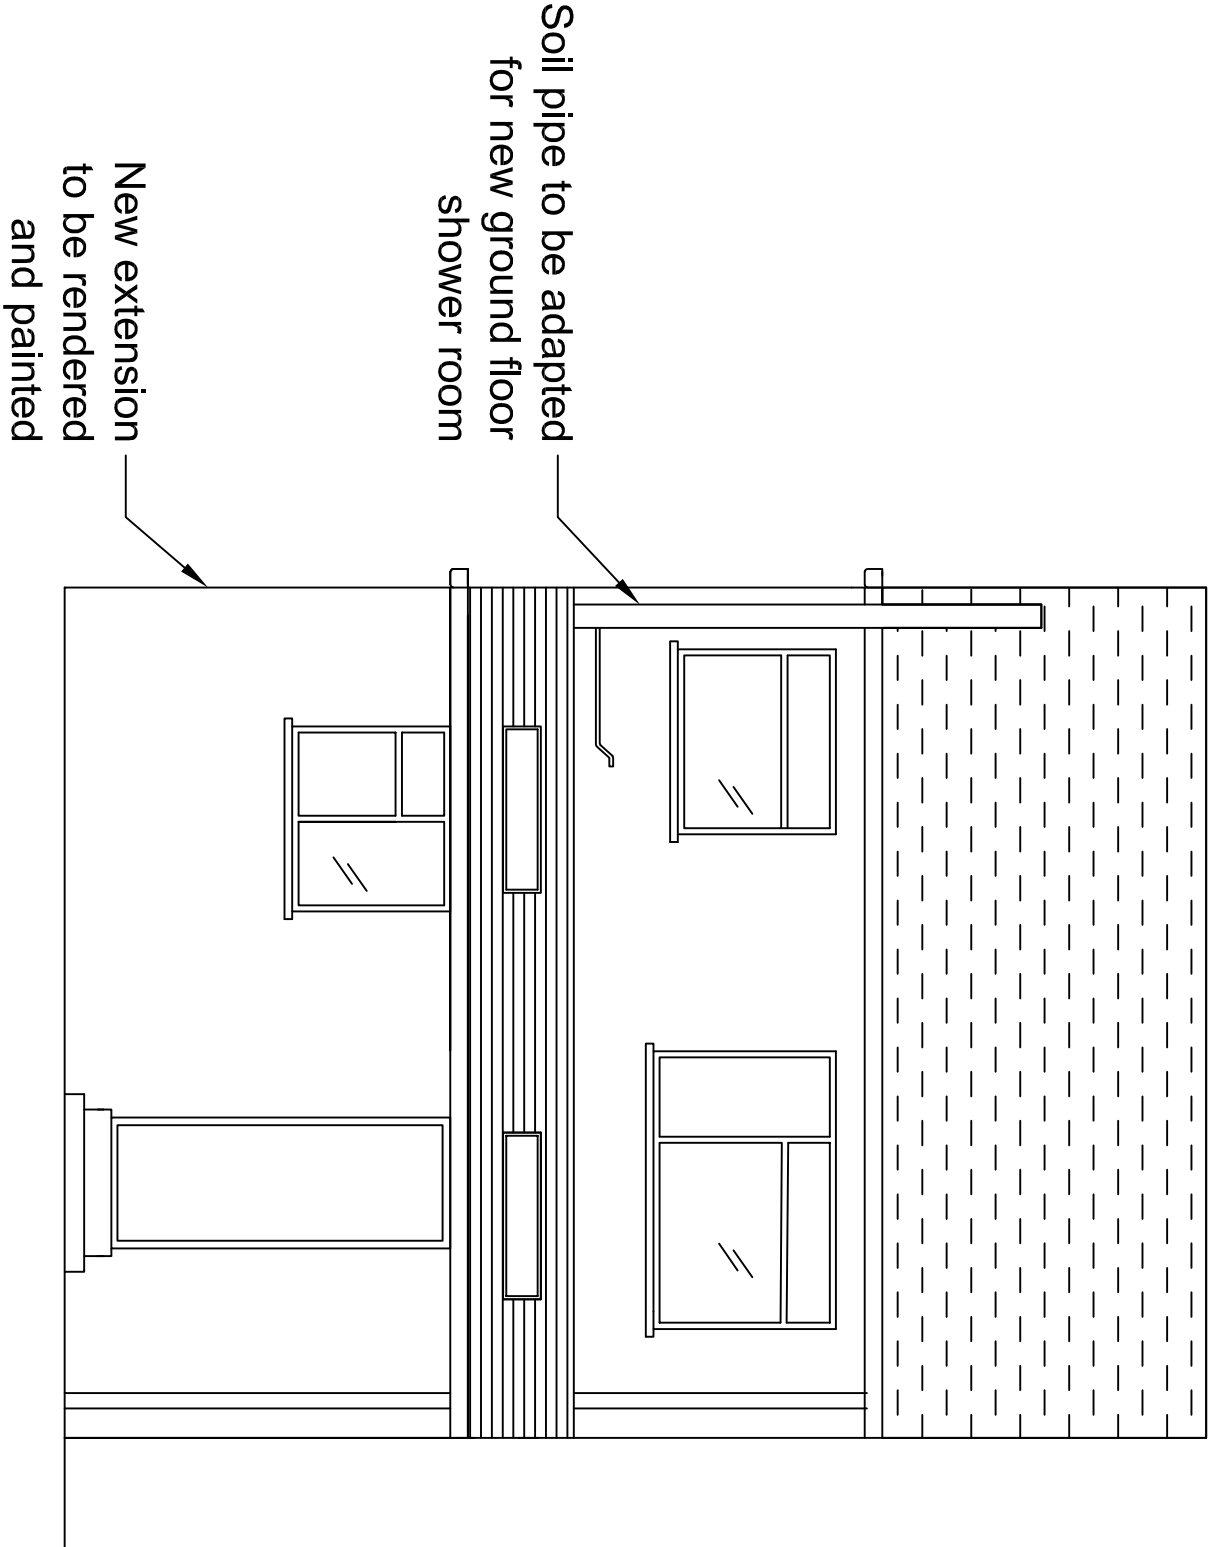 Soil pipe to be adapted
for new ground floor
shower room
New extension
to be rendered
and painted